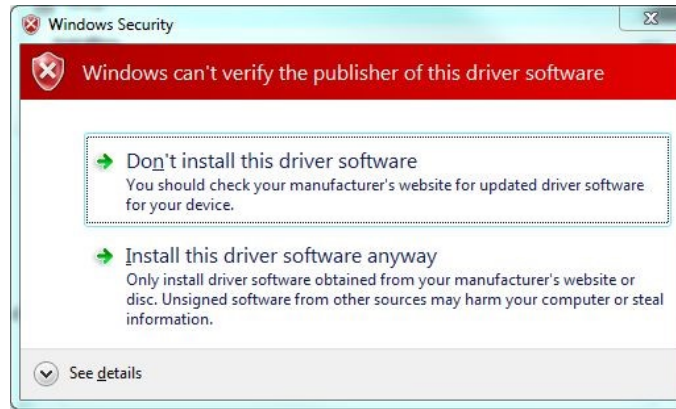 Windows Security
Windows can't verify the publisher of this driver software
Don't install this driver software
You should check your manufacturer's website for updated driver software
for your device.
Install this driver software anyway
Only install driver software obtained from your manufacturer's website or
disc. Unsigned software from other sources may harm your computer or steal
information.
See details